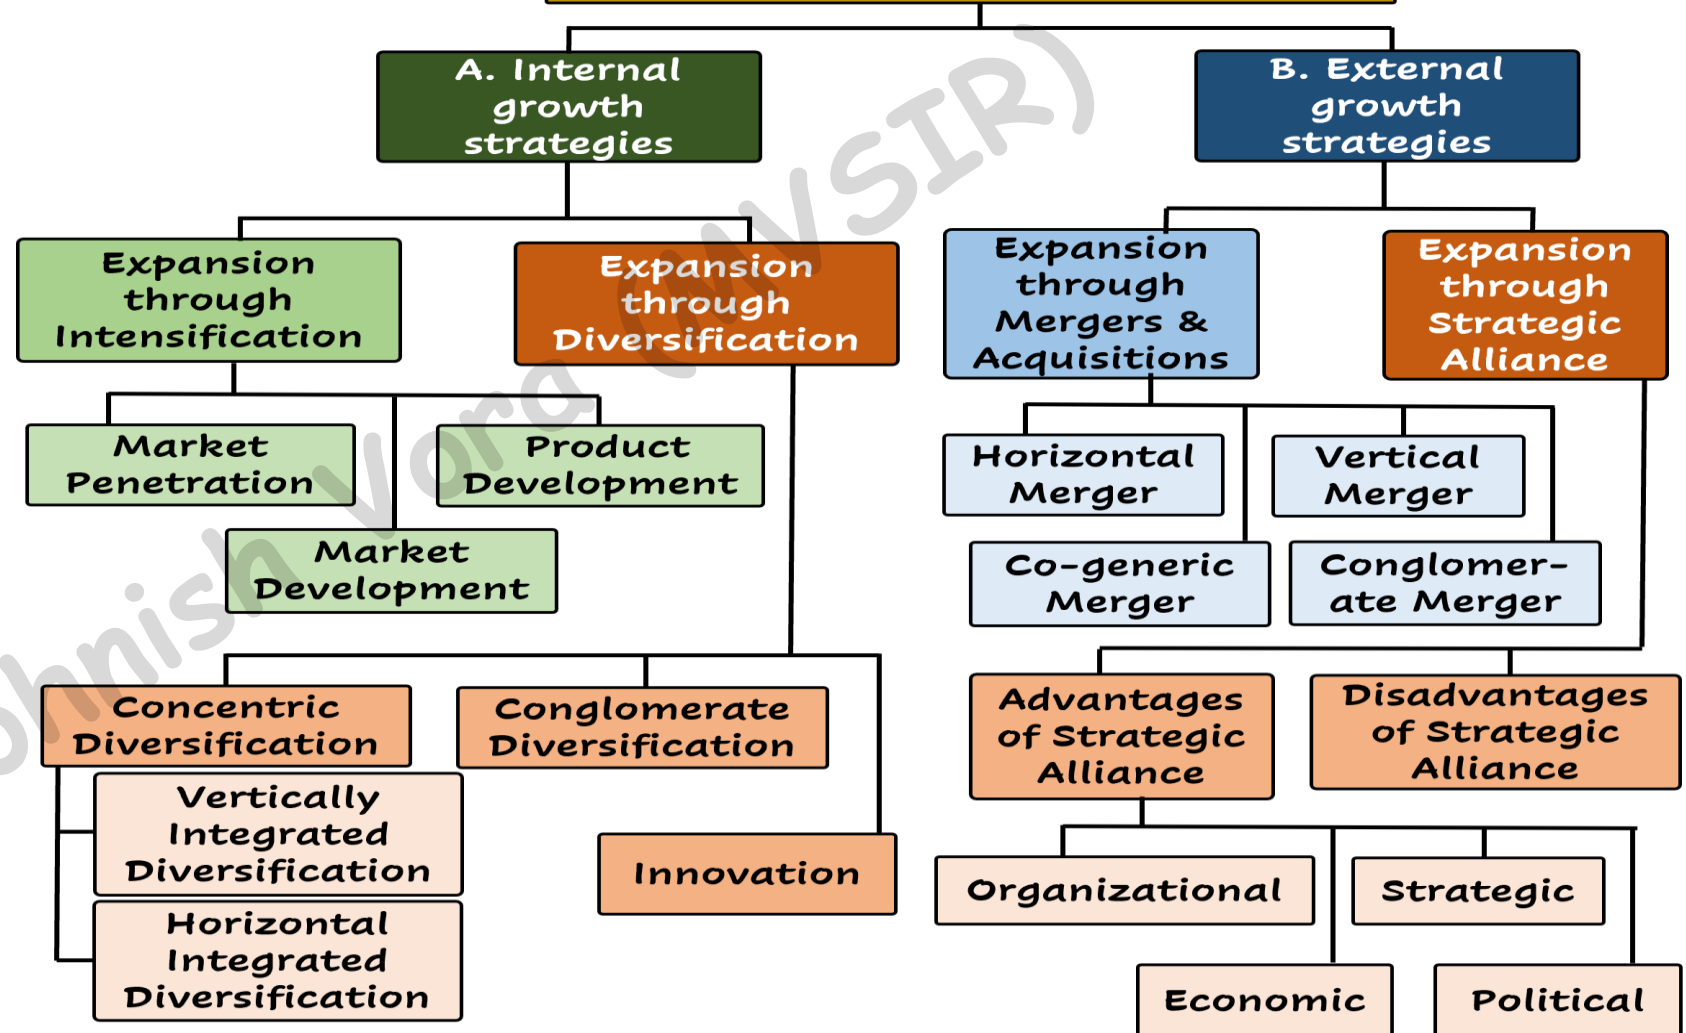 A. Internal
growth
strategies
B. External
growth
strategies
Expansion
through
Intensification
Expansion
through
Diversification
Expansion
through
Mergers &
Acquisitions
Expansion
through
Strategic
Alliance
Market
Penetration
Product
Development
Market
Development
Horizontal
Merger
Vertical
Merger
Co-generic
Merger
Conglomer-
ate Merger
Concentric
Diversification
Conglomerate
Diversification
Vertically
Integrated
Diversification
Horizontal
Integrated
Diversification
Innovation
Advantages
of Strategic
Alliance
Disadvantages
of Strategic
Alliance
Organizational
Strategic
Economic
Political
Vora (MVSIR)